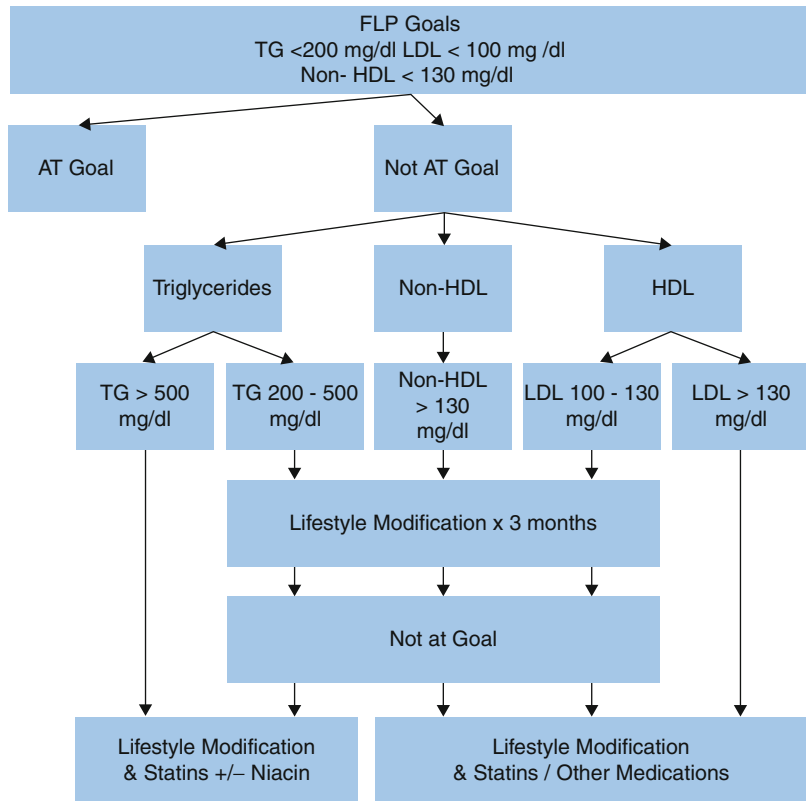 FLP Goals
TG <200 mg/dl LDL < 100 mg /dl
Non- HDL < 130 mg/dl
AT Goal
Not AT Goal
Triglycerides
Non-HDL
HDL
TG > 500
mg/dl
TG 200 - 500
mg/dl
Non-HDL
> 130
mg/dl
LDL 100 - 130
mg/dl
LDL > 130
mg/dl
Lifestyle Modification x 3 months
Not at Goal
Lifestyle Modification
& Statins +/− Niacin
Lifestyle Modification
& Statins / Other Medications